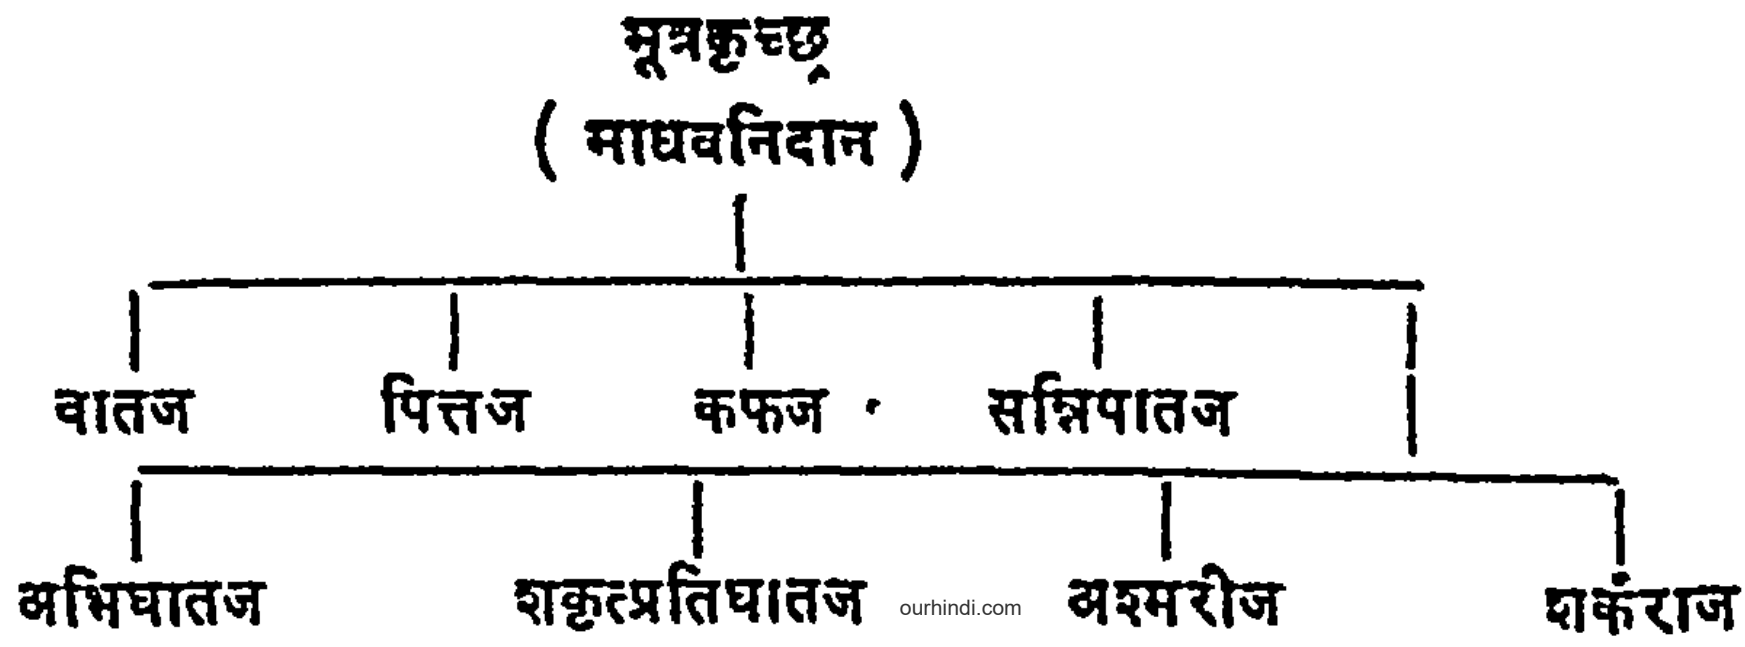 मूत्रकृच्छ्र
( माधवनिदान )
वातज पित्तज कफज सन्निपातज
अभिघातज शकृत्प्रतिघातज ourhindi.com अश्मरीज शर्कराज